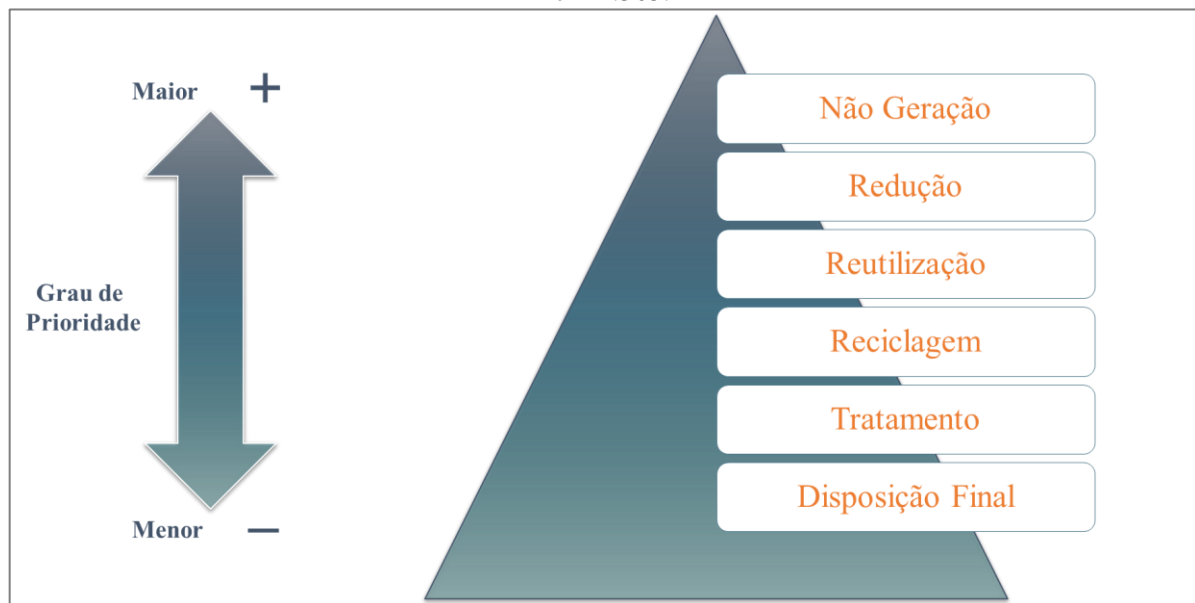 Maior +
Grau de
Prioridade
Menor −
Não Geração
Redução
Reutilização
Reciclagem
Tratamento
Disposição Final